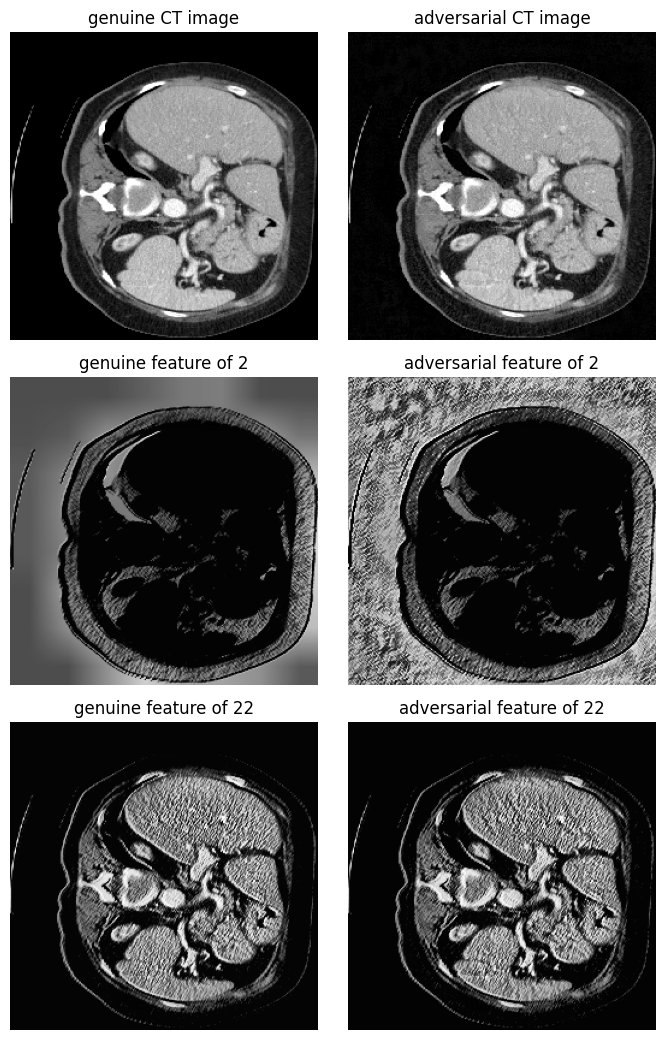 genuine CT image
adversarial CT image
genuine feature of 2
adversarial feature of 2
genuine feature of 22
adversarial feature of 22